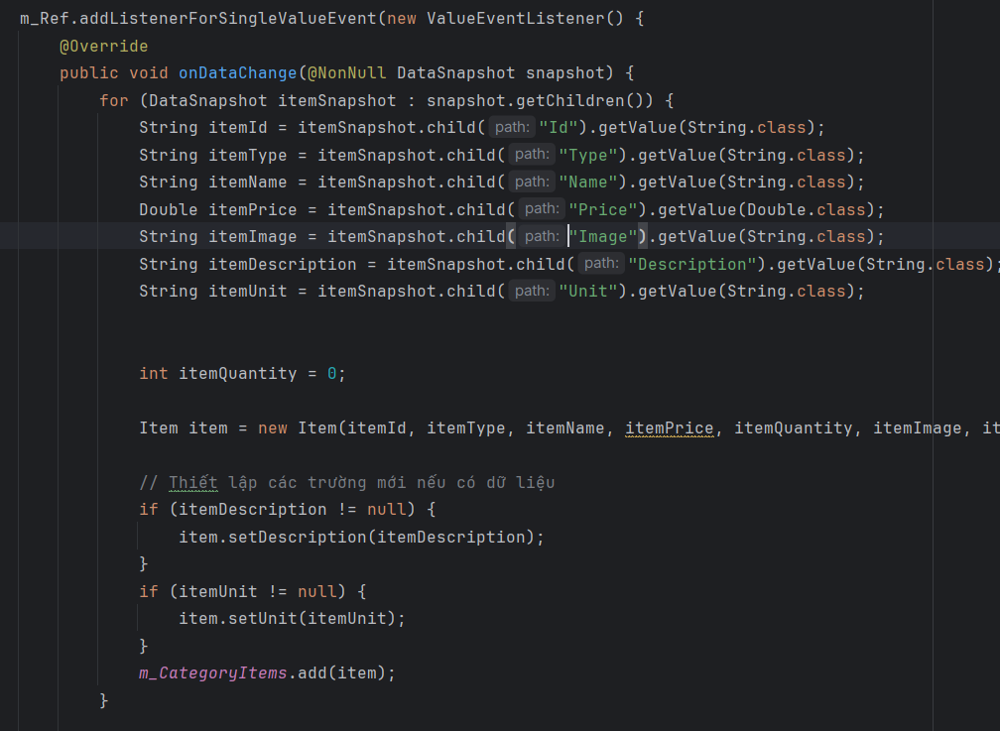 m_Ref.addListenerForSingleValueEvent(new ValueEventListener() {
@Override
public void onDataChange(@NonNull DataSnapshot snapshot) {
for (DataSnapshot itemSnapshot : snapshot.getChildren()) {
String itemId = itemSnapshot.child( path: "Id").getValue(String.class);
String itemType = itemSnapshot.child( path: "Type").getValue(String.class);
String itemName = itemSnapshot.child( path: "Name").getValue(String.class);
Double itemPrice = itemSnapshot.child( path: "Price").getValue(Double.class);
String itemImage = itemSnapshot.child( path: "Image").getValue(String.class);
String itemDescription = itemSnapshot.child( path: "Description").getValue(String.class);
String itemUnit = itemSnapshot.child( path: "Unit").getValue(String.class);
int itemQuantity = 0;
Item item = new Item(itemId, itemType, itemName, itemPrice, itemQuantity, itemImage, it
// Thiết lập các trường mới nếu có dữ liệu
if (itemDescription != null) {
item.setDescription(itemDescription);
}
if (itemUnit != null) {
item.setUnit(itemUnit);
}
m_CategoryItems.add(item);
}